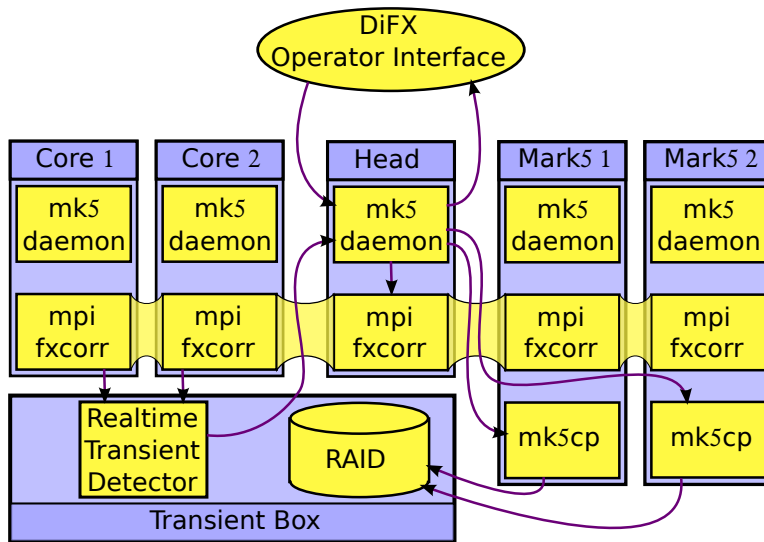 DiFX
Operator Interface
Core 1
Core 2
Head
Mark5 1
Mark5 2
mk5
daemon
mk5
daemon
mk5
daemon
mk5
daemon
mk5
daemon
mpi
fxcorr
mpi
fxcorr
mpi
fxcorr
mpi
fxcorr
mpi
fxcorr
Realtime
Transient
Detector
RAID
mk5cp
mk5cp
Transient Box